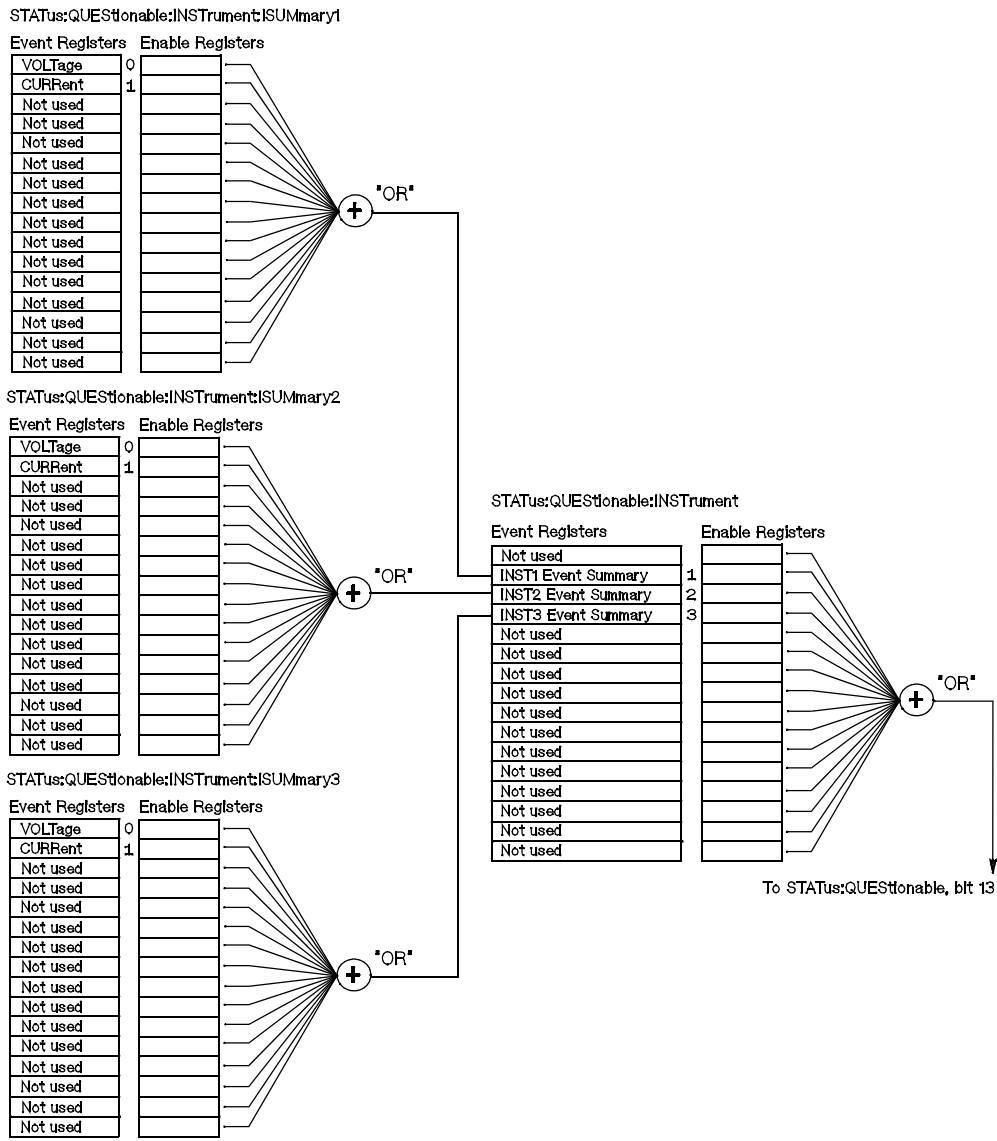 STATus:QUEStionable:INSTrument:ISUMmary1
Event Registers Enable Registers
VOLTage 0
CURRent 1
Not used
Not used
Not used
Not used
Not used
Not used
Not used
Not used
Not used
Not used
Not used
Not used
Not used
Not used
"OR"
STATus:QUEStionable:INSTrument:ISUMmary2
Event Registers Enable Registers
VOLTage 0
CURRent 1
Not used
Not used
Not used
Not used
Not used
Not used
Not used
Not used
Not used
Not used
Not used
Not used
Not used
Not used
"OR"
STATus:QUEStionable:INSTrument:ISUMmary3
Event Registers Enable Registers
VOLTage 0
CURRent 1
Not used
Not used
Not used
Not used
Not used
Not used
Not used
Not used
Not used
Not used
Not used
Not used
Not used
Not used
"OR"
STATus:QUEStionable:INSTrument
Event Registers Enable Registers
Not used
INST1 Event Summary 1
INST2 Event Summary 2
INST3 Event Summary 3
Not used
Not used
Not used
Not used
Not used
Not used
Not used
Not used
Not used
Not used
Not used
Not used
"OR"
To STATus:QUEStionable, bit 13